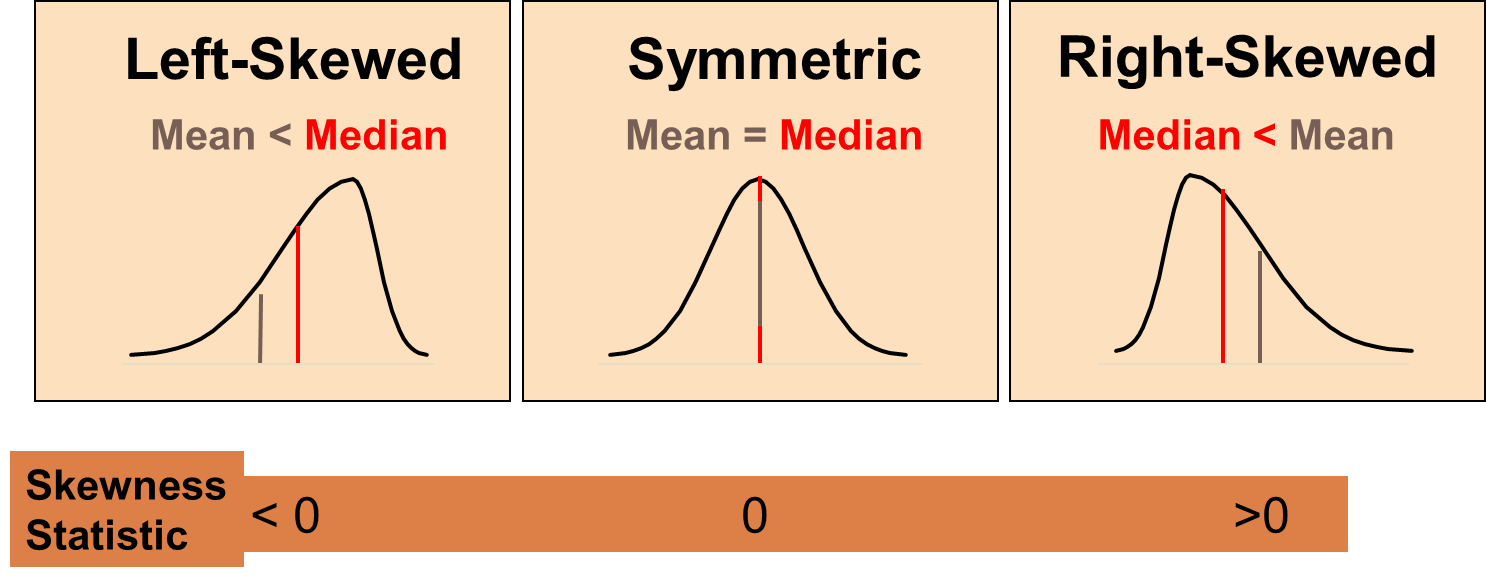 Left-Skewed
Mean < Median
Symmetric
Mean = Median
Right-Skewed
Median < Mean
Skewness
Statistic
< 0
0
>0